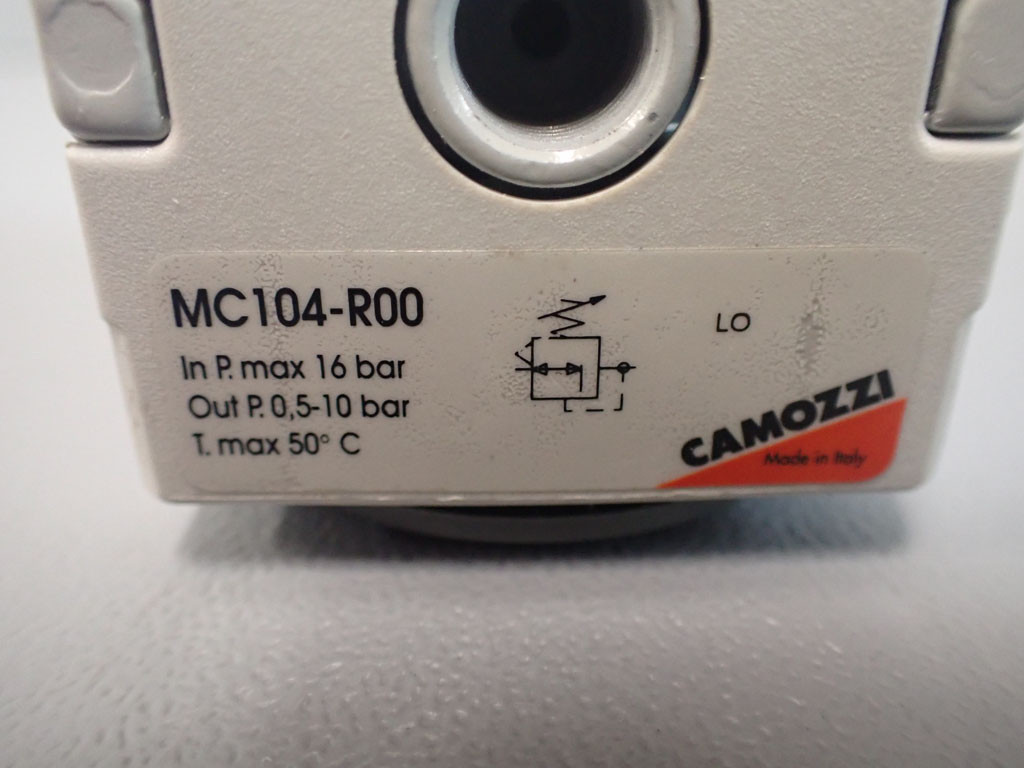 MC104-R00
In P. max 16 bar
Out P. 0,5-10 bar
T. max 50° C
LO
CAMOZZI
Made in Italy